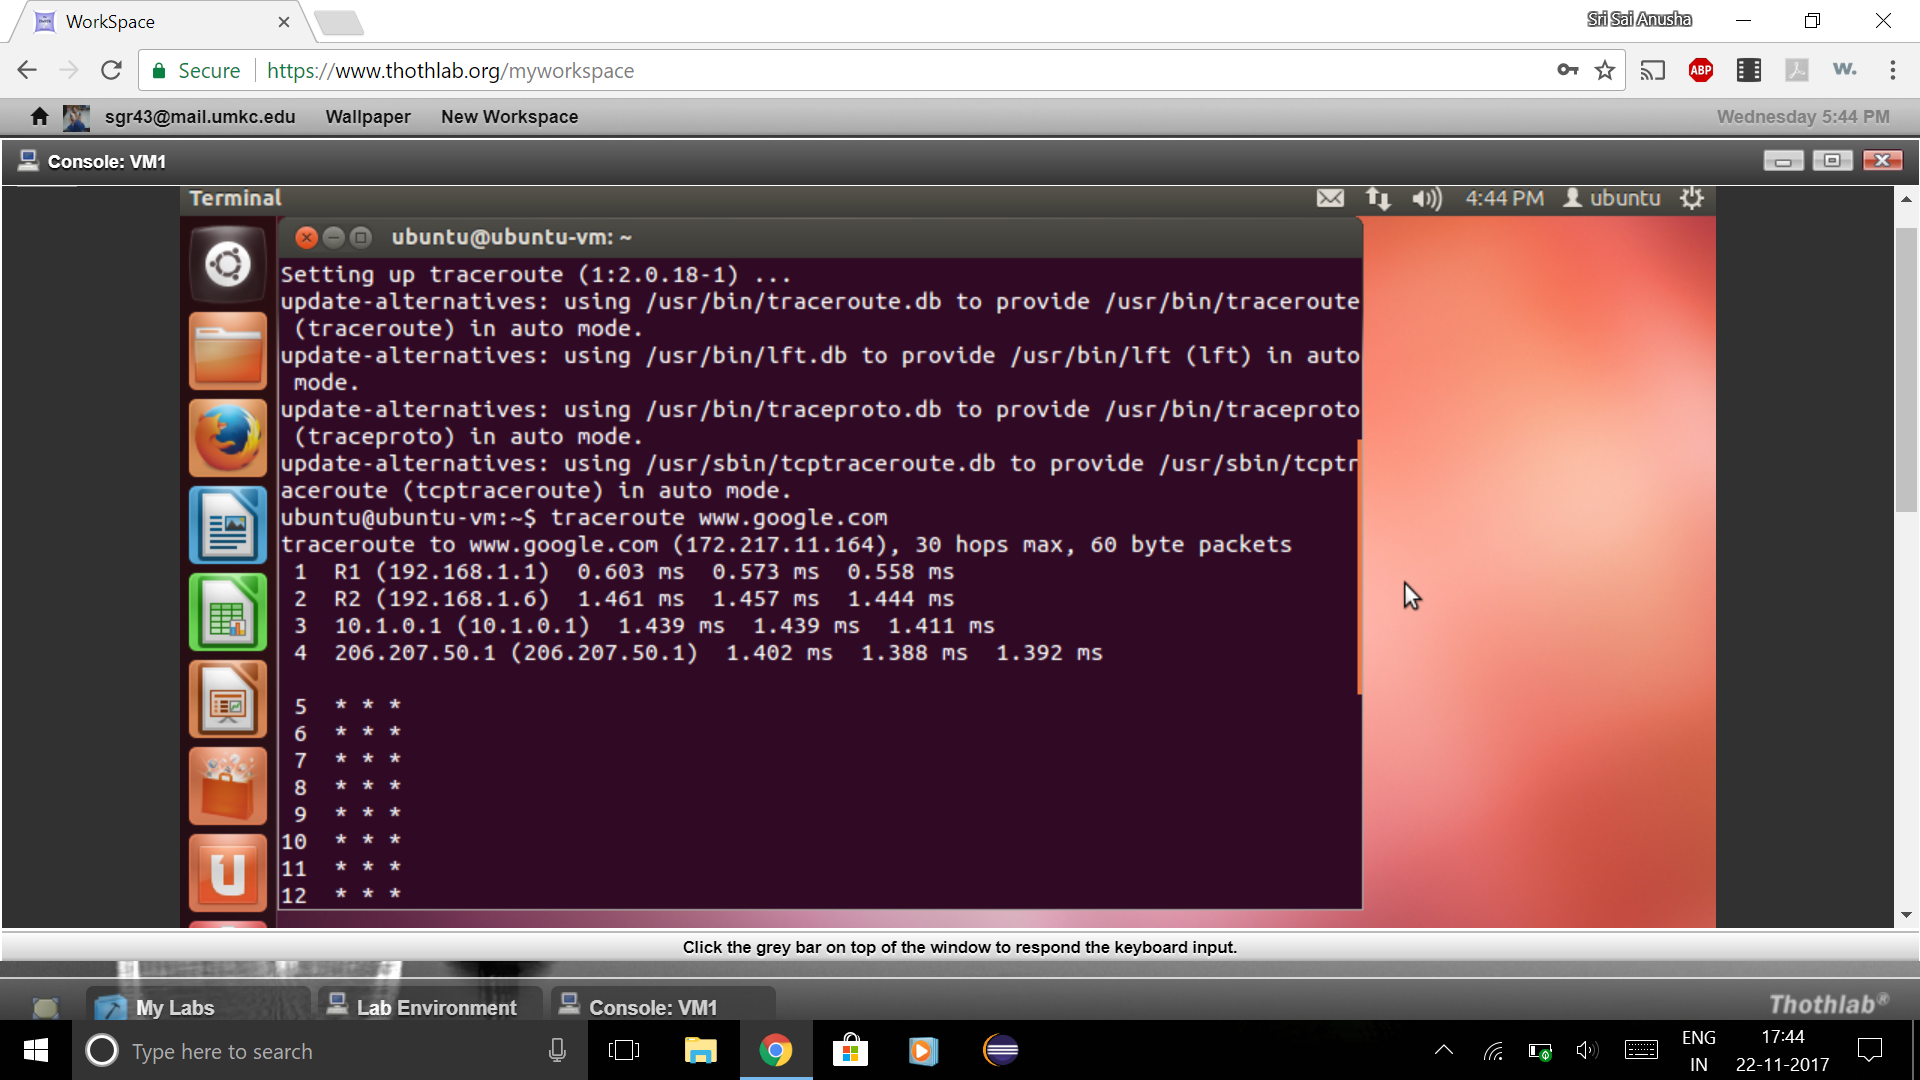 WorkSpace
Sri Sai Anusha
Secure
https://www.thothlab.org/myworkspace
ABP
W.
sgr43@mail.umkc.edu Wallpaper New Workspace
Wednesday 5:44 PM
Console: VM1
Terminal
4:44 PM ubuntu
ubuntu@ubuntu-vm: ~
Setting up traceroute (1:2.0.18-1) ...
update-alternatives: using /usr/bin/traceroute.db to provide /usr/bin/traceroute
(traceroute) in auto mode.
update-alternatives: using /usr/bin/lft.db to provide /usr/bin/lft (lft) in auto
mode.
update-alternatives: using /usr/bin/traceproto.db to provide /usr/bin/traceproto
(traceproto) in auto mode.
update-alternatives: using /usr/sbin/tcptraceroute.db to provide /usr/sbin/tcptr
aceroute (tcptraceroute) in auto mode.
ubuntu@ubuntu-vm:~$ traceroute www.google.com
traceroute to www.google.com (172.217.11.164), 30 hops max, 60 byte packets
1 R1 (192.168.1.1) 0.603 ms 0.573 ms 0.558 ms
2 R2 (192.168.1.6) 1.461 ms 1.457 ms 1.444 ms
3 10.1.0.1 (10.1.0.1) 1.439 ms 1.439 ms 1.411 ms
4 206.207.50.1 (206.207.50.1) 1.402 ms 1.388 ms 1.392 ms
5 * * *
6 * * *
7 * * *
8 * * *
9 * * *
10 * * *
11 * * *
12 * * *
Click the grey bar on top of the window to respond the keyboard input.
My Labs
Lab Environment
Console: VM1
Thothlab®
Type here to search
ENG
IN
17:44
22-11-2017